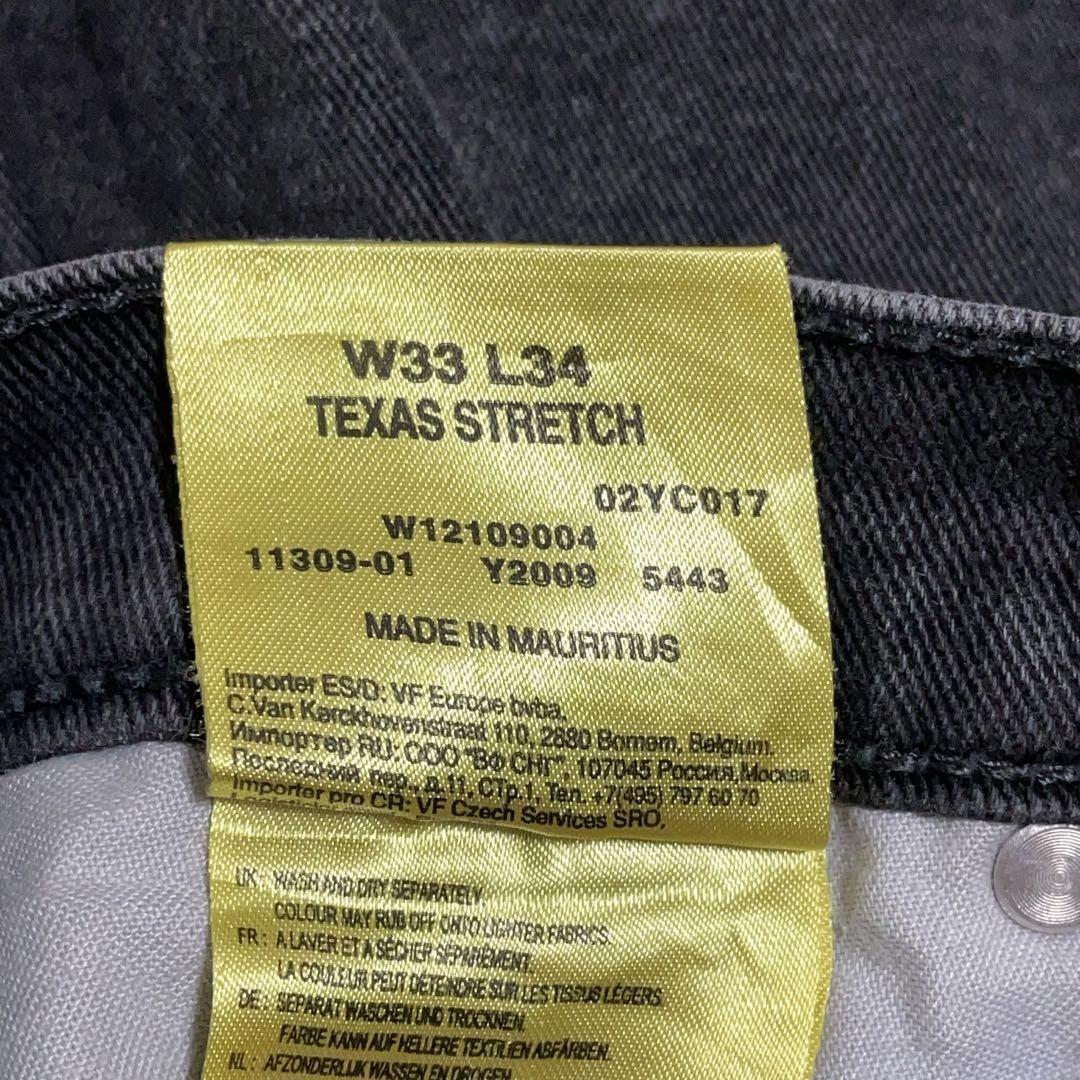 W33 L34
TEXAS STRETCH
02YC017
W12109004
11309-01 Y2009 5443
MADE IN MAURITIUS
Importer ES/D: VF Europe bvba.
C.Van Kerckhovenstraat 110, 2880 Bornem, Belgium.
Импортер RU: ООО "ВФ СНГ", 107045 Россия, Москва.
Последний пер., д.11, СТр.1, Тел. +7(495) 797 60 70
Importer pro CR: VF Czech Services SRO,
UK: WASH AND DRY SEPARATELY
COLOUR MAY RUB OFF ONTO LIGHTER FABRICS.
FR: A LAVER ET A SÉCHER SÉPARÉMENT.
LA COULEUR PEUT DÉTEINDRE SUR LES TISSUS LÉGERS
DE: SEPARAT WASCHEN UND TROCKNEN.
FARBE KANN AUF HELLERE TEXTILIEN ABFÄRBEN.
NL: AFZONDERLIJK WASSEN EN DROGEN